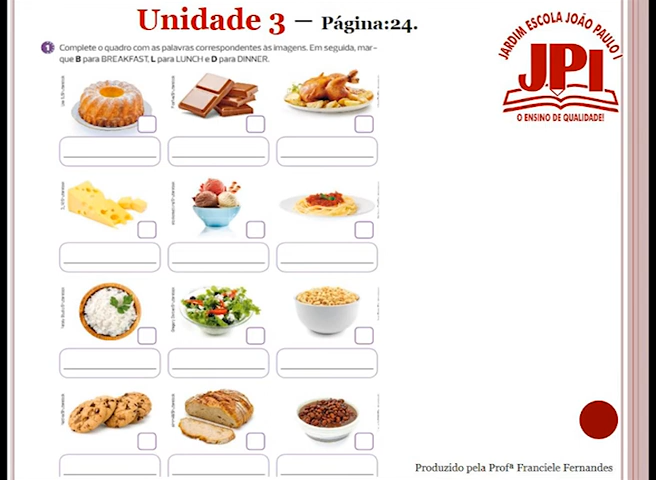 Unidade 3 – Página:24.
1 Complete o quadro com as palavras correspondentes às imagens. Em seguida, mar-
que B para BREAKFAST, L para LUNCH e D para DINNER.
JARDIM ESCOLA JOÃO PAULO I
JPI
O ENSINO DE QUALIDADE!
Produzido pela Profª Franciele Fernandes